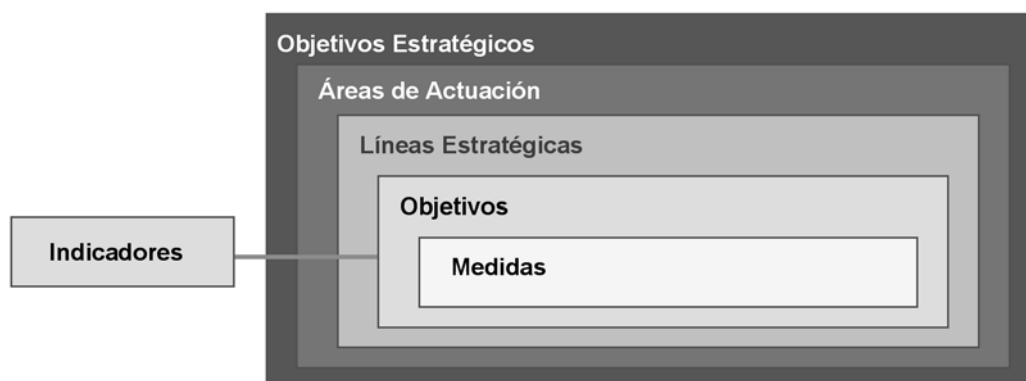 Objetivos Estratégicos
Áreas de Actuación
Líneas Estratégicas
Objetivos
Indicadores
Medidas